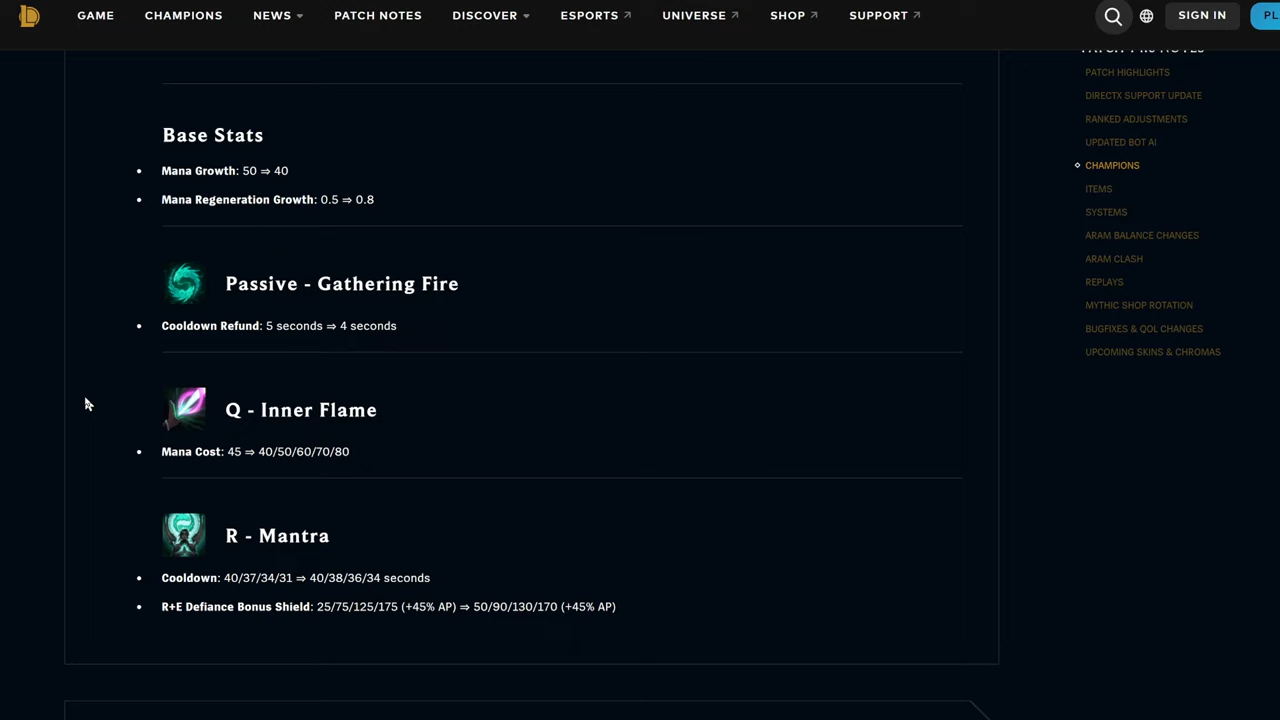 GAME
CHAMPIONS
NEWS
PATCH NOTES
DISCOVER
ESPORTS
UNIVERSE
SHOP
SUPPORT
SIGN IN
PL
Base Stats
Mana Growth: 50 ⇒ 40
Mana Regeneration Growth: 0.5 ⇒ 0.8
Passive - Gathering Fire
Cooldown Refund: 5 seconds ⇒ 4 seconds
Q - Inner Flame
Mana Cost: 45 ⇒ 40/50/60/70/80
R - Mantra
Cooldown: 40/37/34/31 ⇒ 40/38/36/34 seconds
R+E Defiance Bonus Shield: 25/75/125/175 (+45% AP) ⇒ 50/90/130/170 (+45% AP)
NOTES
PATCH HIGHLIGHTS
DIRECTX SUPPORT UPDATE
RANKED ADJUSTMENTS
UPDATED BOT AI
CHAMPIONS
ITEMS
SYSTEMS
ARAM BALANCE CHANGES
ARAM CLASH
REPLAYS
MYTHIC SHOP ROTATION
BUGFIXES & QOL CHANGES
UPCOMING SKINS & CHROMAS